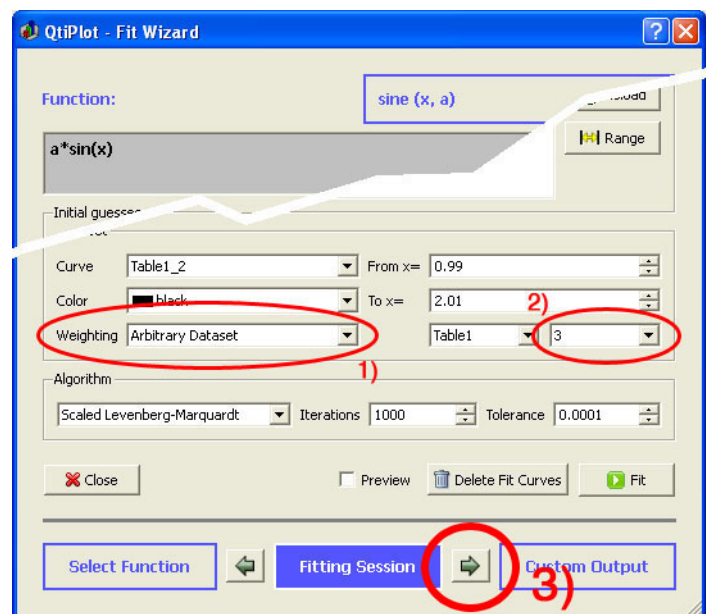 QtiPlot - Fit Wizard
Function:
sine (x, a)
a*sin(x)
Range
Initial guesses
Curve Table1_2 From x= 0.99
Color black To x= 2.01
2)
Weighting Arbitrary Dataset Table1 3
1)
Algorithm
Scaled Levenberg-Marquardt Iterations 1000 Tolerance 0.0001
Close Preview Delete Fit Curves Fit
Select Function Fitting Session Custom Output
3)